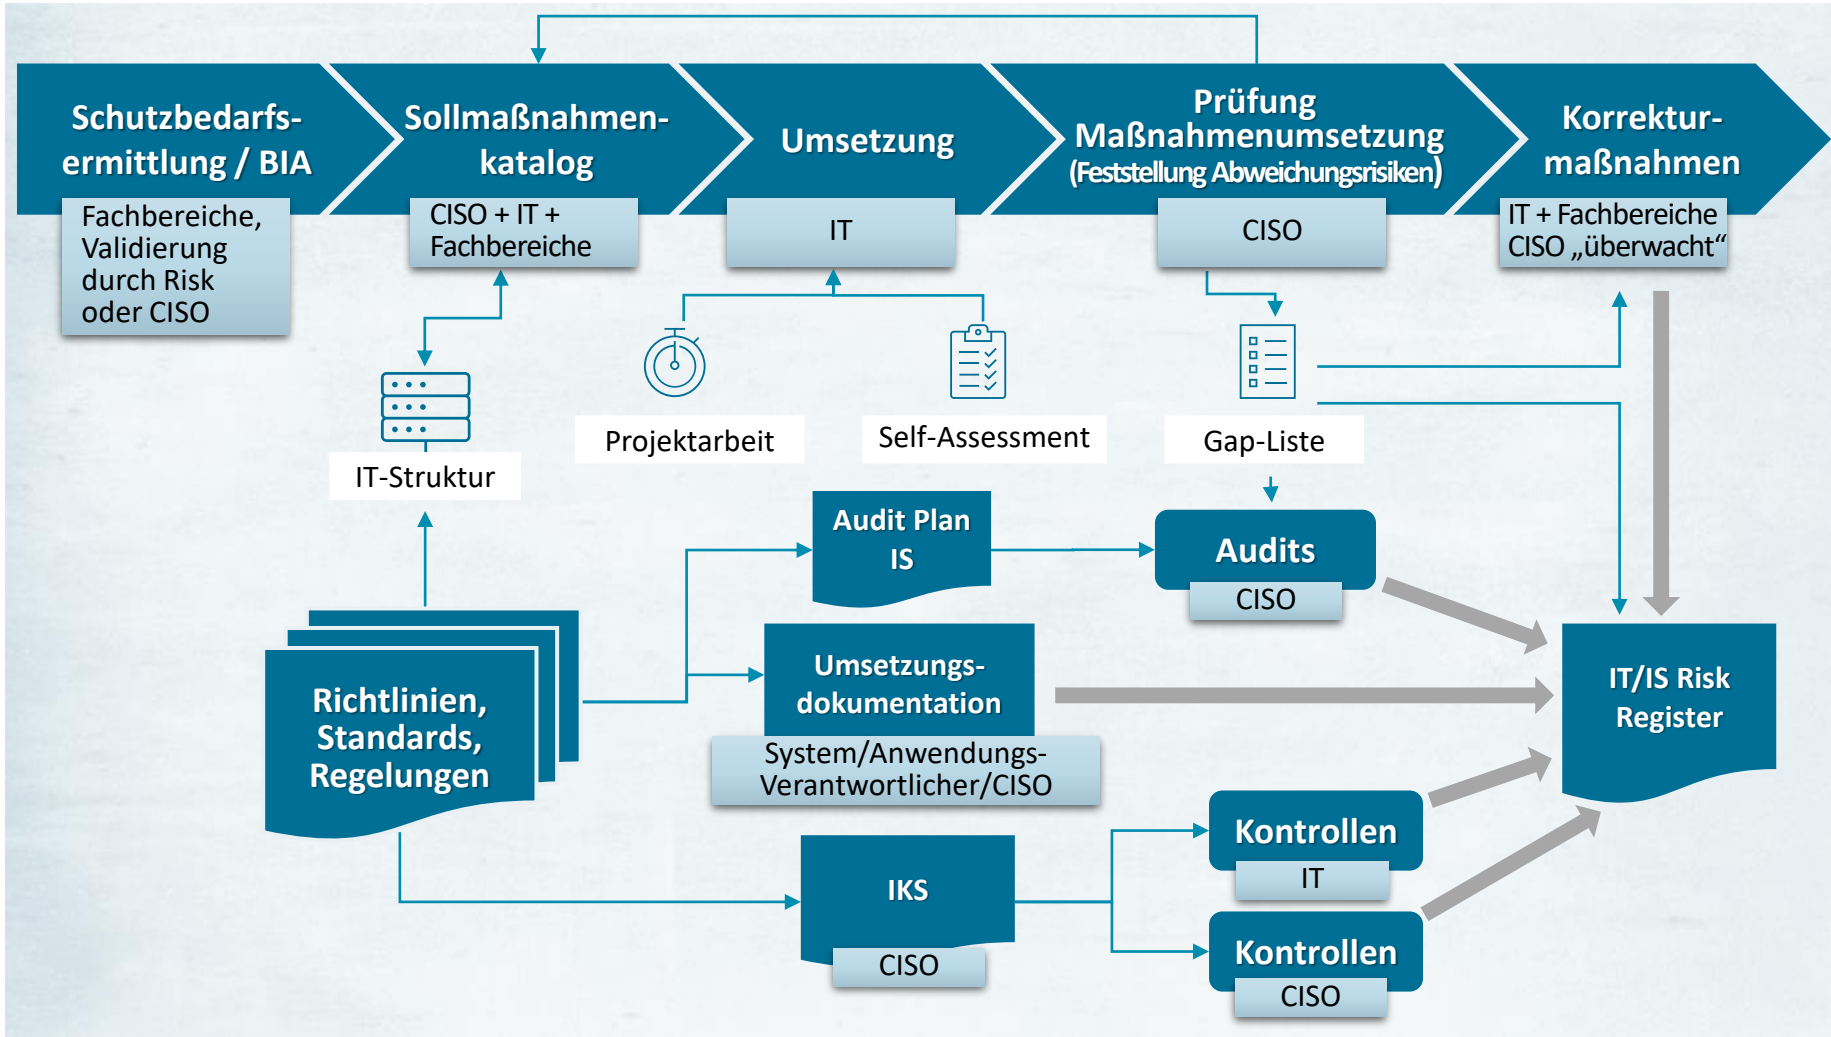 Schutzbedarfs-
ermittlung / BIA
Fachbereiche,
Validierung
durch Risk
oder CISO
Sollmaßnahmen-
katalog
CISO + IT +
Fachbereiche
Umsetzung
IT
Prüfung
Maßnahmenumsetzung
(Feststellung Abweichungsrisiken)
CISO
Korrektur-
maßnahmen
IT + Fachbereiche
CISO „überwacht“
IT-Struktur
Projektarbeit
Self-Assessment
Gap-Liste
Audit Plan
IS
Audits
CISO
Richtlinien,
Standards,
Regelungen
Umsetzungs-
dokumentation
System/Anwendungs-
Verantwortlicher/CISO
IT/IS Risk
Register
IKS
CISO
Kontrollen
IT
Kontrollen
CISO